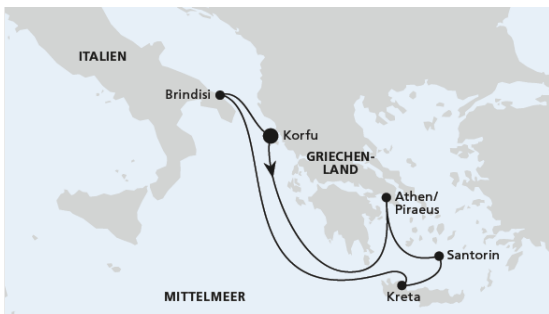 ITALIEN
Brindisi
Korfu
GRIECHEN-
LAND
Athen/
Piraeus
Santorin
Kreta
MITTELMEER